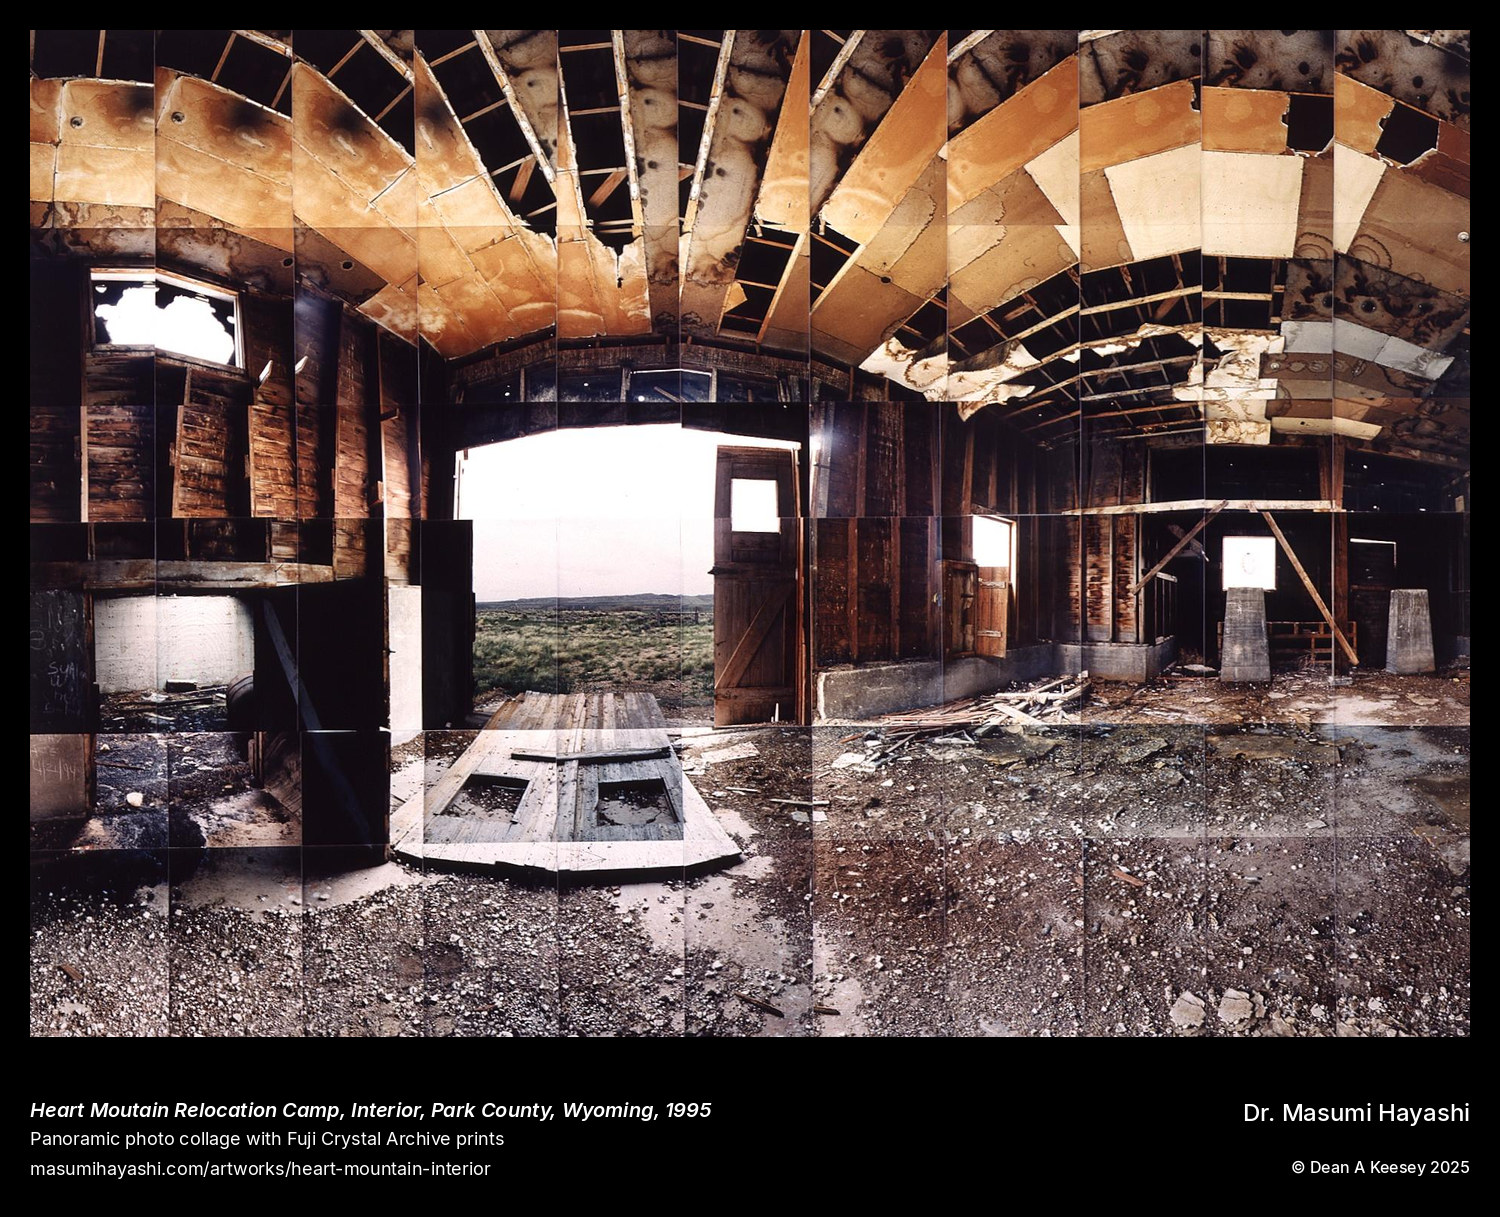 Heart Moutain Relocation Camp, Interior, Park County, Wyoming, 1995
Panoramic photo collage with Fuji Crystal Archive prints
masumihayashi.com/artworks/heart-mountain-interior
Dr. Masumi Hayashi
© Dean A Keesey 2025